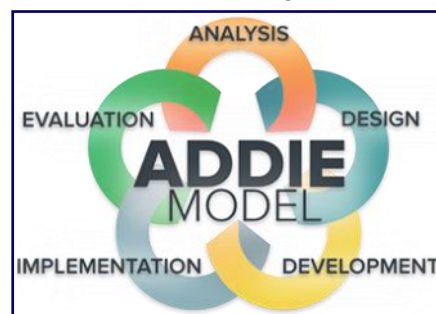 ANALYSIS
EVALUATION
DESIGN
ADDIE
MODEL
IMPLEMENTATION
DEVELOPMENT